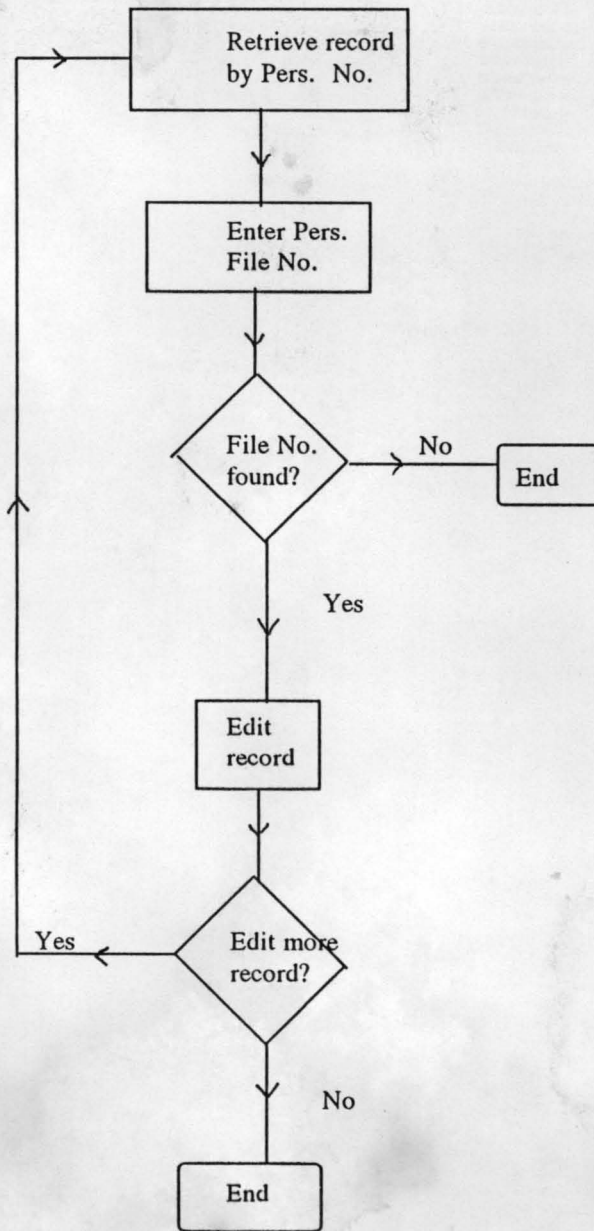 Retrieve record
by Pers. No.
Enter Pers.
File No.
File No.
found?
No
End
Yes
Edit
record
Yes
Edit more
record?
No
End